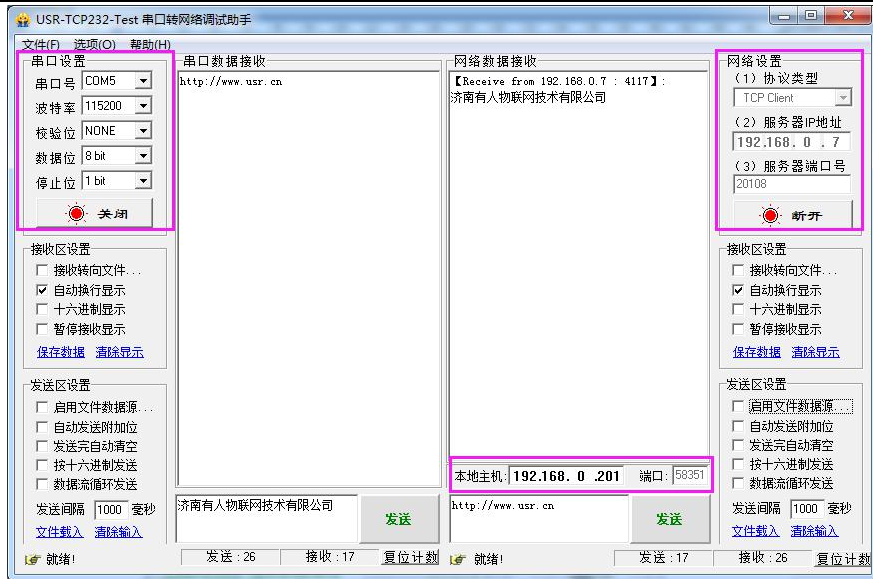 USR-TCP232-Test 串口转网络调试助手
文件(F) 选项(O) 帮助(H)
串口设置
串口号 COM5
波特率 115200
校验位 NONE
数据位 8 bit
停止位 1 bit
关闭
接收区设置
接收转向文件...
自动换行显示
十六进制显示
暂停接收显示
保存数据 清除显示
发送区设置
启用文件数据源...
自动发送附加位
发送完自动清空
按十六进制发送
数据流循环发送
发送间隔 1000 毫秒
文件载入 清除输入
就绪!
串口数据接收
http://www.usr.cn
济南有人物联网技术有限公司
发送
发送 : 26 接收 : 17 复位计数
网络数据接收
【Receive from 192.168.0.7 : 4117】:
济南有人物联网技术有限公司
本地主机: 192.168. 0 .201 端口: 58351
http://www.usr.cn
发送
就绪!
发送 : 17 接收 : 26 复位计数
网络设置
(1) 协议类型
TCP Client
(2) 服务器IP地址
192.168. 0 . 7
(3) 服务器端口号
20108
断开
接收区设置
接收转向文件...
自动换行显示
十六进制显示
暂停接收显示
保存数据 清除显示
发送区设置
启用文件数据源...
自动发送附加位
发送完自动清空
按十六进制发送
数据流循环发送
发送间隔 1000 毫秒
文件载入 清除输入